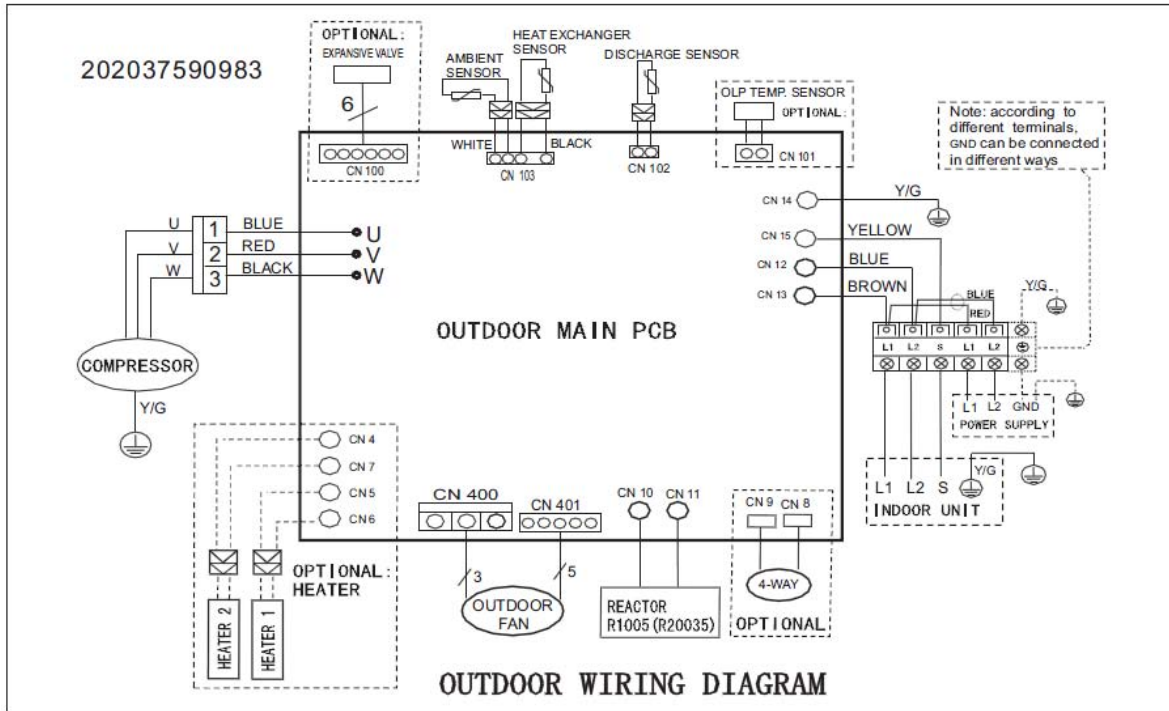 202037590983
OPTIONAL:
EXPANSIVE VALVE
6
CN 100
AMBIENT
SENSOR
HEAT EXCHANGER
SENSOR
WHITE
BLACK
CN 103
DISCHARGE SENSOR
CN 102
OLP TEMP. SENSOR
OPTIONAL:
CN 101
Note: according to
different terminals,
GND can be connected
in different ways
U 1 BLUE U
V 2 RED V
W 3 BLACK W
COMPRESSOR
Y/G
OUTDOOR MAIN PCB
CN 14 Y/G
CN 15 YELLOW
CN 12 BLUE
CN 13 BROWN
BLUE
RED
Y/G
L1 L2 S L1 L2
L1 L2 GND
POWER SUPPLY
Y/G
L1 L2 S
INDOOR UNIT
CN 4
CN 7
CN 5
CN 6
OPTIONAL:
HEATER
HEATER 2
HEATER 1
CN 400
CN 401
3
5
OUTDOOR
FAN
CN 10 CN 11
REACTOR
R1005 (R20035)
CN 9 CN 8
4-WAY
OPTIONAL
OUTDOOR WIRING DIAGRAM